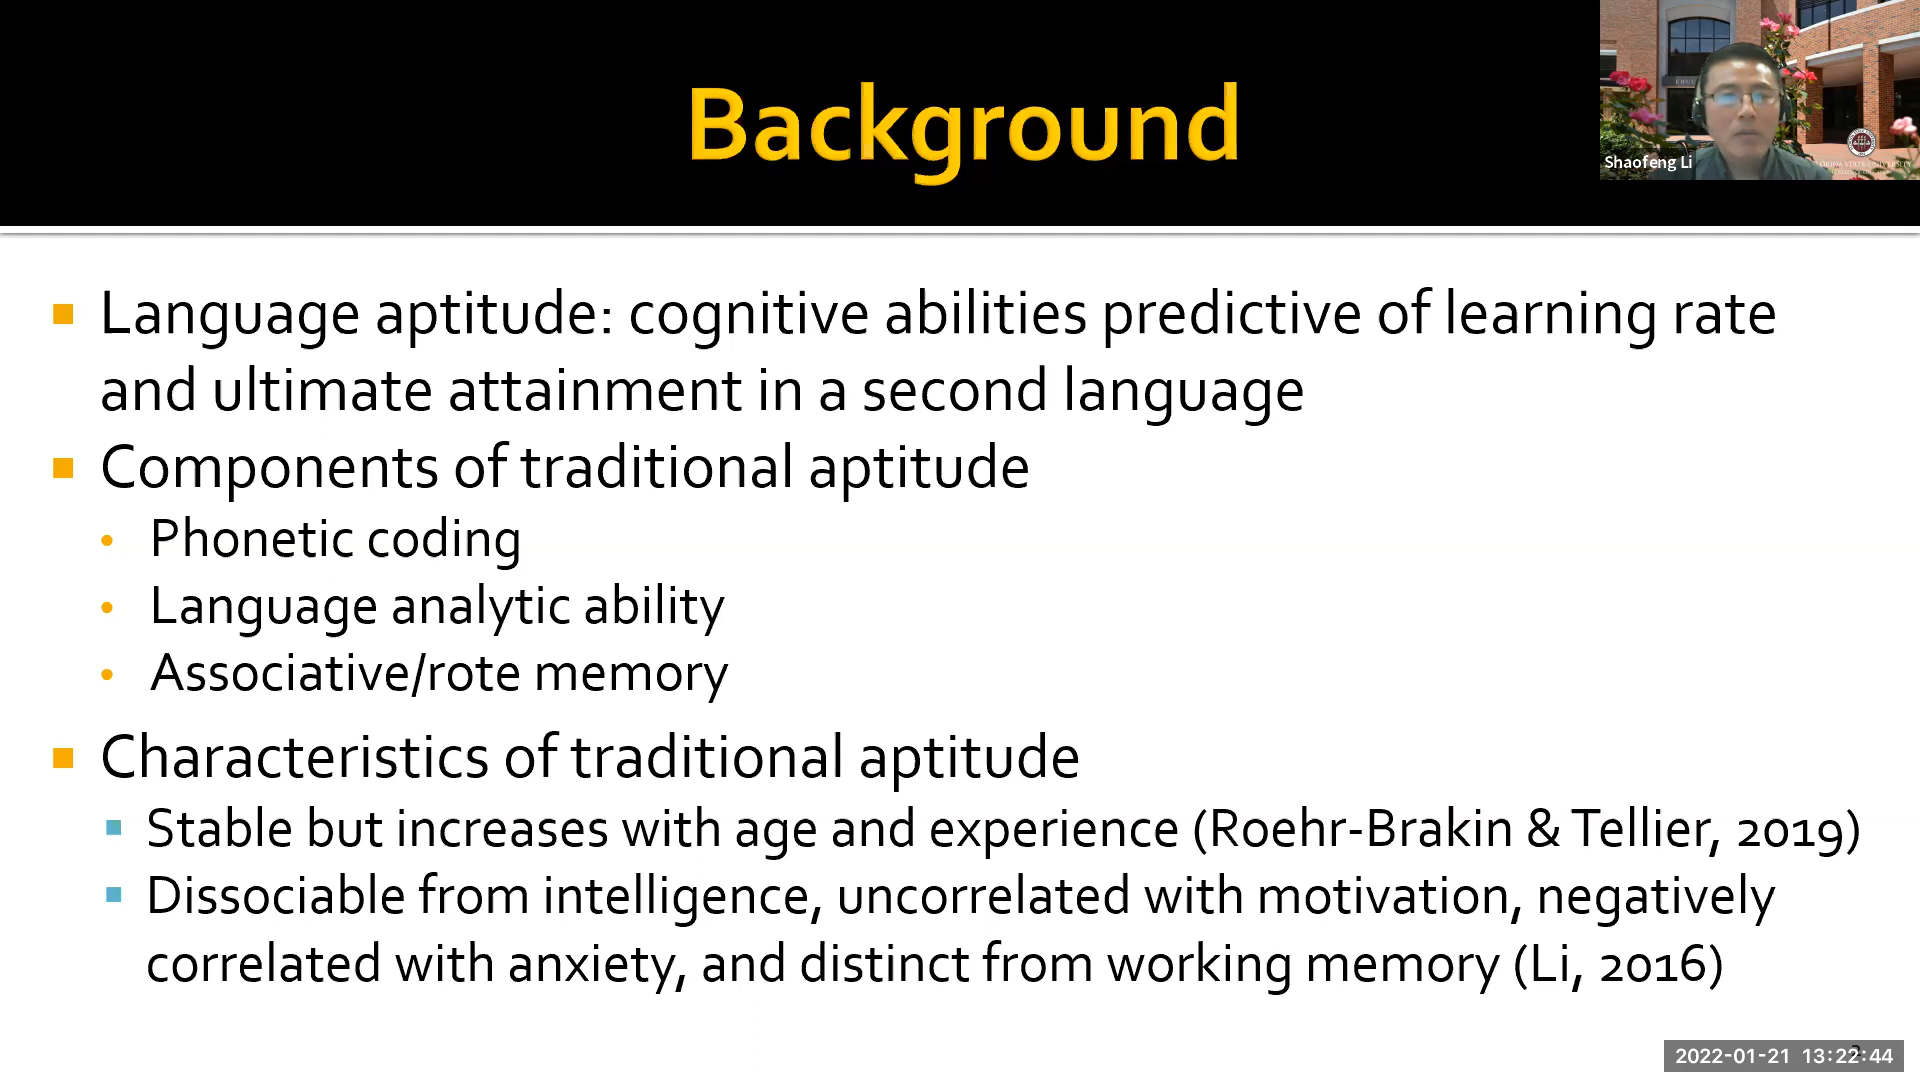 Background
Shaofeng Li
Language aptitude: cognitive abilities predictive of learning rate
and ultimate attainment in a second language
Components of traditional aptitude
Phonetic coding
Language analytic ability
Associative/rote memory
Characteristics of traditional aptitude
Stable but increases with age and experience (Roehr-Brakin & Tellier, 2019)
Dissociable from intelligence, uncorrelated with motivation, negatively
correlated with anxiety, and distinct from working memory (Li, 2016)
2022-01-21 13:22:44